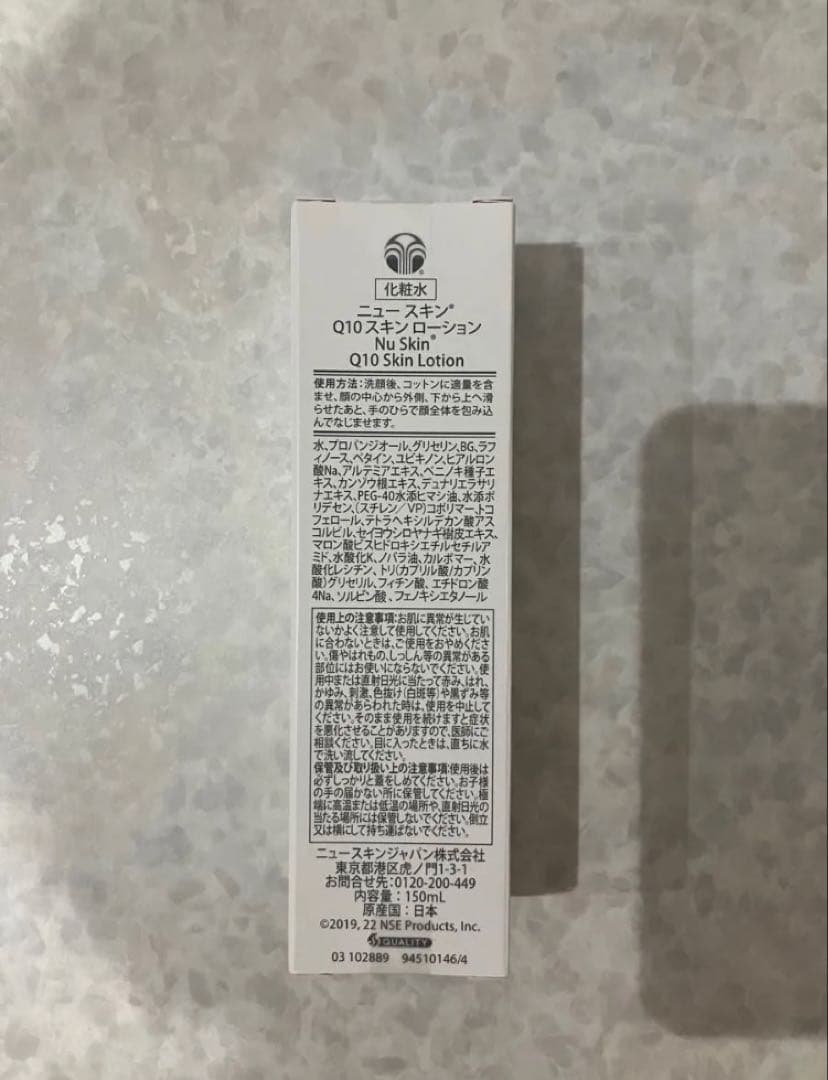 化粧水
ニュー スキン®
Q10 スキン ローション
Nu Skin®
Q10 Skin Lotion
使用方法:洗顔後、コットンに適量を含
ませ、顔の中心から外側、下から上へ滑
らせたあと、手のひらで顔全体を包み込
んでなじませます。
水、プロパンジオール、グリセリン、BG、ラフ
ィノース、ベタイン、ユビキノン、ヒアルロン
酸Na、アルテミアエキス、ベニノキ種子エ
キス、カンゾウ根エキス、デュナリエラサリ
ナエキス、PEG-40水添ヒマシ油、水添ポ
リデセン、(スチレン/VP)コポリマー、トコ
フェロール、テトラヘキシルデカン酸アス
コルビル、セイヨウシロヤナギ樹皮エキス、
マロン酸ビスヒドロキシエチルセチルア
ミド、水酸化K、ノバラ油、カルボマー、水
酸化レシチン、トリ(カプリル酸/カプリン
酸)グリセリル、フィチン酸、エチドロン酸
4Na、ソルビン酸、フェノキシエタノール
使用上の注意事項:お肌に異常が生じてい
ないかよく注意して使用してください。お肌
に合わないときは、ご使用をおやめくださ
い。傷やはれもの、しっしん等の異常がある
部位にはお使いにならないでください。使
用中または直射日光に当たって赤み、はれ、
かゆみ、刺激、色抜け(白斑等)や黒ずみ等
の異常があらわれた時は、使用を中止して
ください。そのまま使用を続けますと症状
を悪化させることがありますので、医師にご
相談ください。目に入ったときは、直ちに水
で洗い流してください。
保管及び取り扱い上の注意事項:使用後は
必ずしっかりと蓋をしめてください。お子様
の手の届かない所に保管してください。極
端に高温または低温の場所や、直射日光の
当たる場所には保管しないでください。倒立
又は横にして持ち運ばないでください。
ニュースキンジャパン株式会社
東京都港区虎ノ門1-3-1
お問合せ先:0120-200-449
内容量:150mL
原産国:日本
©2019, 22 NSE Products, Inc.
QUALITY
03 102889 94510146/4